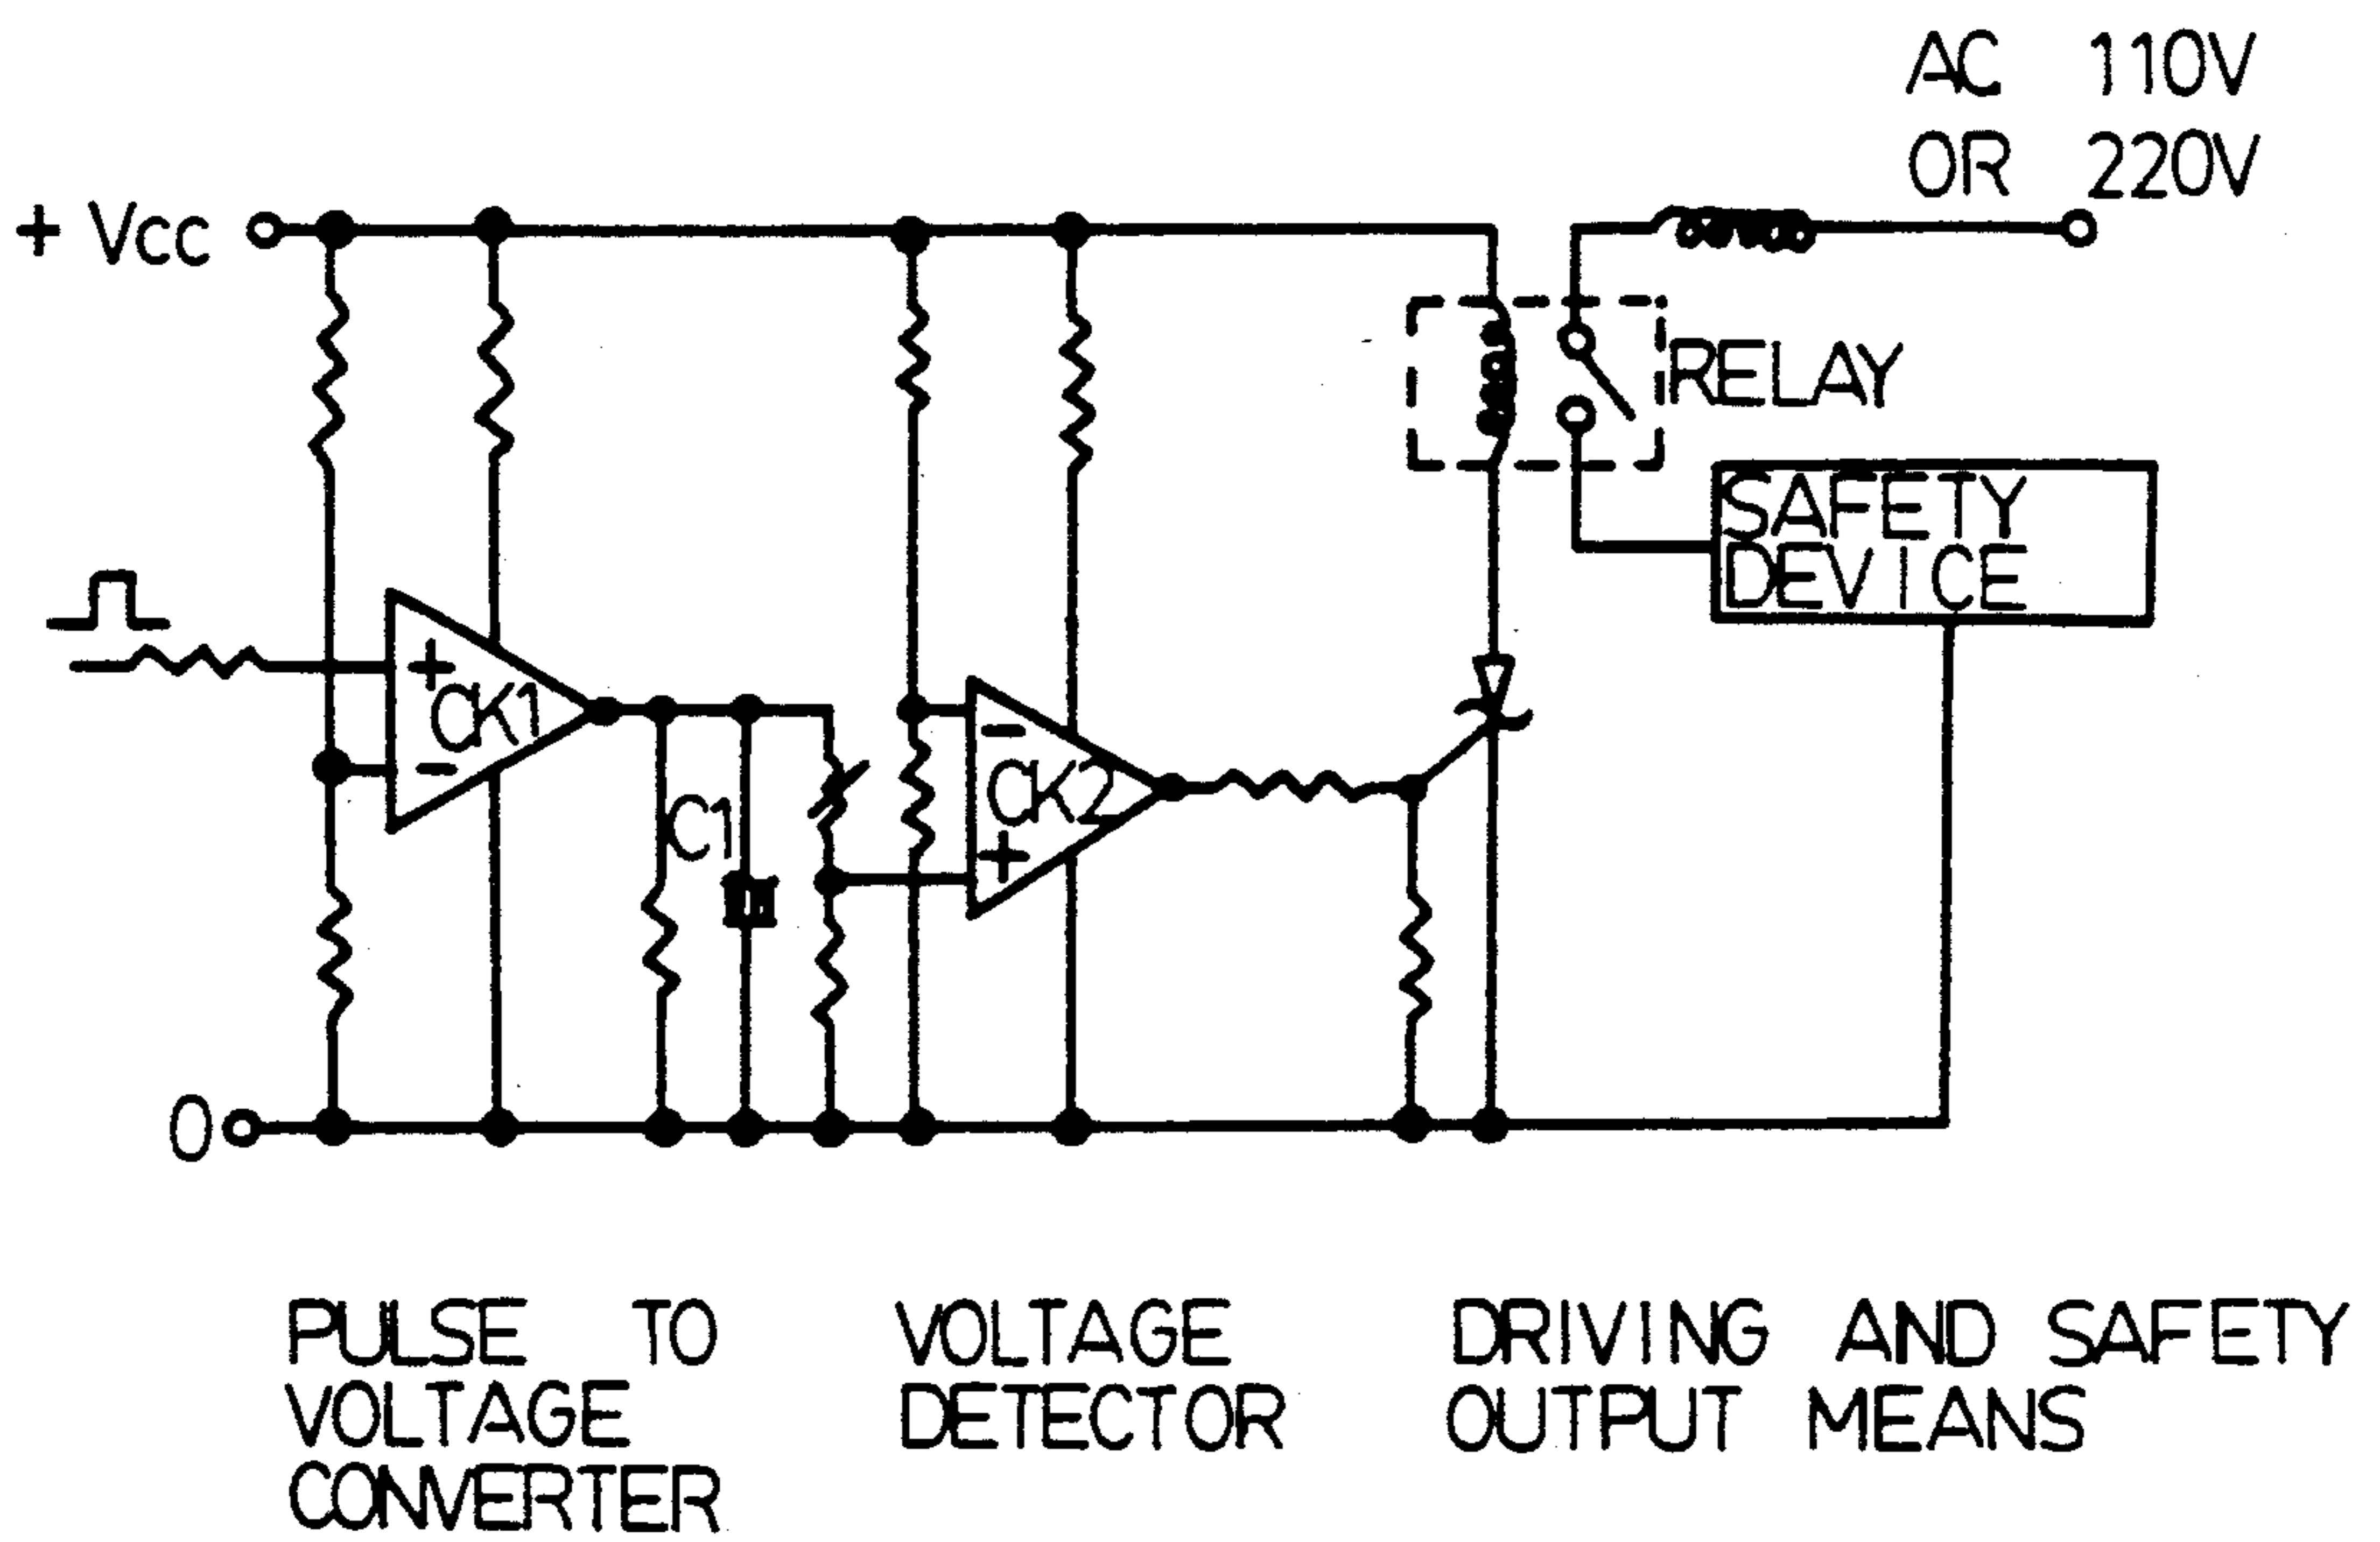 AC 110V
OR 220V
+ Vcc
RELAY
SAFETY
DEVICE
+
CK1
-
-
CK2
+
C1
0
PULSE TO
VOLTAGE
CONVERTER
VOLTAGE
DETECTOR
DRIVING AND SAFETY
OUTPUT MEANS